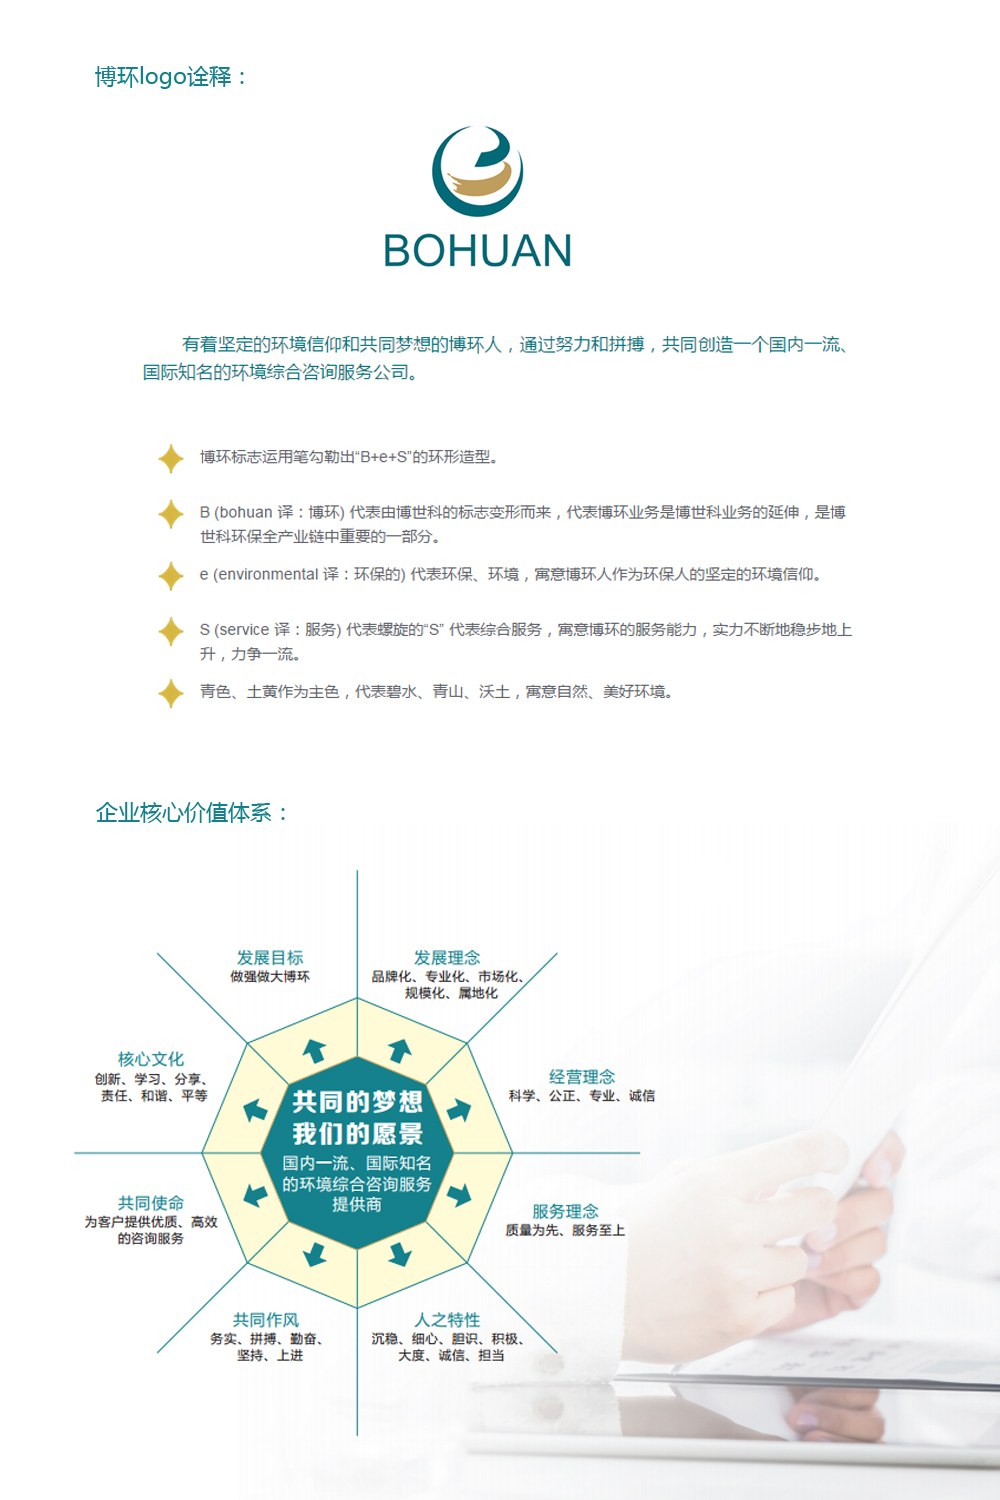 博环logo诠释：
BOHUAN
有着坚定的环境信仰和共同梦想的博环人，通过努力和拼搏，共同创造一个国内一流、
国际知名的环境综合咨询服务公司。
博环标志运用笔勾勒出“B+e+S”的环形造型。
B (bohuan 译：博环) 代表由博世科的标志变形而来，代表博环业务是博世科业务的延伸，是博
世科环保全产业链中重要的一部分。
e (environmental 译：环保的) 代表环保、环境，寓意博环人作为环保人的坚定的环境信仰。
S (service 译：服务) 代表螺旋的“S” 代表综合服务，寓意博环的服务能力，实力不断地稳步地上
升，力争一流。
青色、土黄作为主色，代表碧水、青山、沃土，寓意自然、美好环境。
企业核心价值体系：
发展目标
做强做大博环
发展理念
品牌化、专业化、市场化、
规模化、属地化
核心文化
创新、学习、分享、
责任、和谐、平等
经营理念
科学、公正、专业、诚信
共同的梦想
我们的愿景
国内一流、国际知名
的环境综合咨询服务
提供商
共同使命
为客户提供优质、高效
的咨询服务
服务理念
质量为先、服务至上
共同作风
务实、拼搏、勤奋、
坚持、上进
人之特性
沉稳、细心、胆识、积极、
大度、诚信、担当